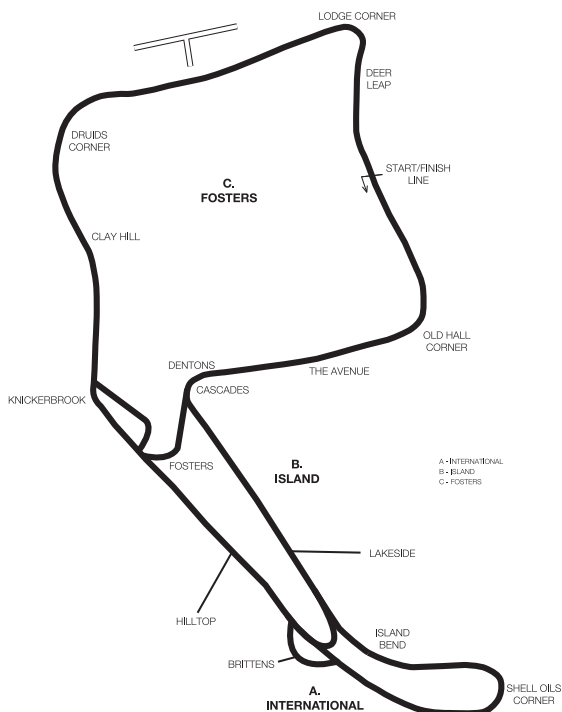 LODGE CORNER
DEER
LEAP
DRUIDS
CORNER
START/FINISH
LINE
C.
FOSTERS
CLAY HILL
OLD HALL
CORNER
DENTONS
THE AVENUE
CASCADES
KNICKERBROOK
FOSTERS
B.
ISLAND
A - INTERNATIONAL
B - ISLAND
C - FOSTERS
LAKESIDE
HILLTOP
ISLAND
BEND
BRITTENS
A.
INTERNATIONAL
SHELL OILS
CORNER